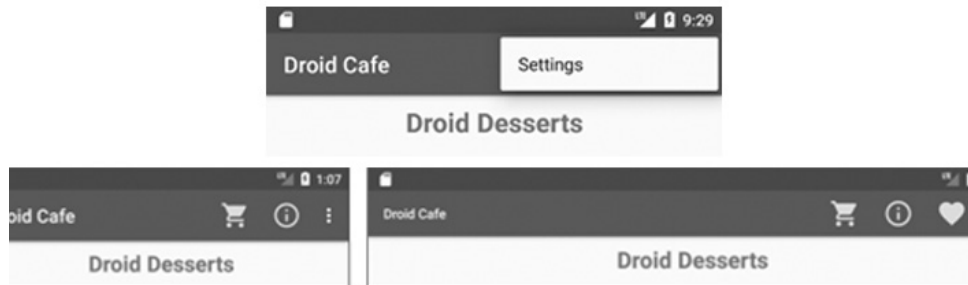 9:29
Droid Cafe
Settings
Droid Desserts
1:07
oid Cafe
Droid Desserts
Droid Cafe
Droid Desserts